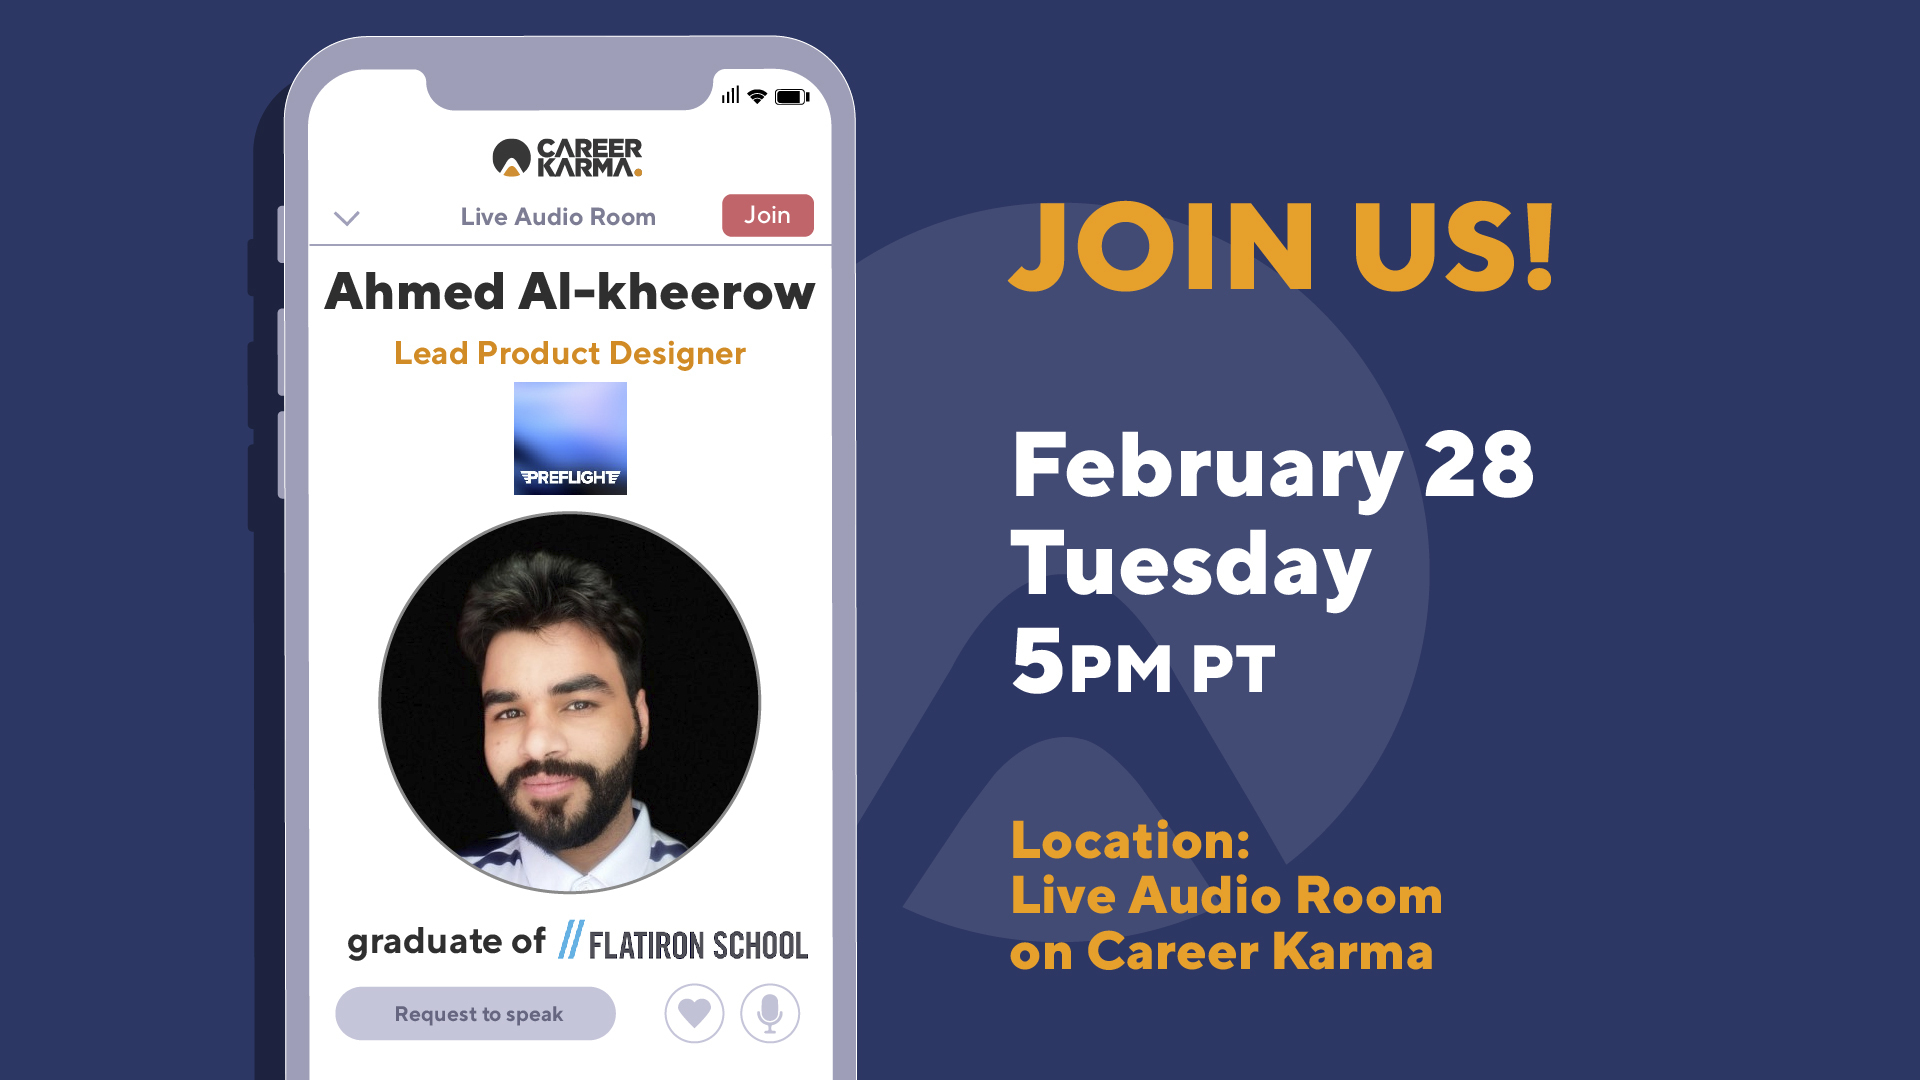 CAREER
KARMA.
Live Audio Room
Join
Ahmed Al-kheerow
Lead Product Designer
PREFLIGHT
graduate of // FLATIRON SCHOOL
Request to speak
JOIN US!
February 28
Tuesday
5PM PT
Location:
Live Audio Room
on Career Karma